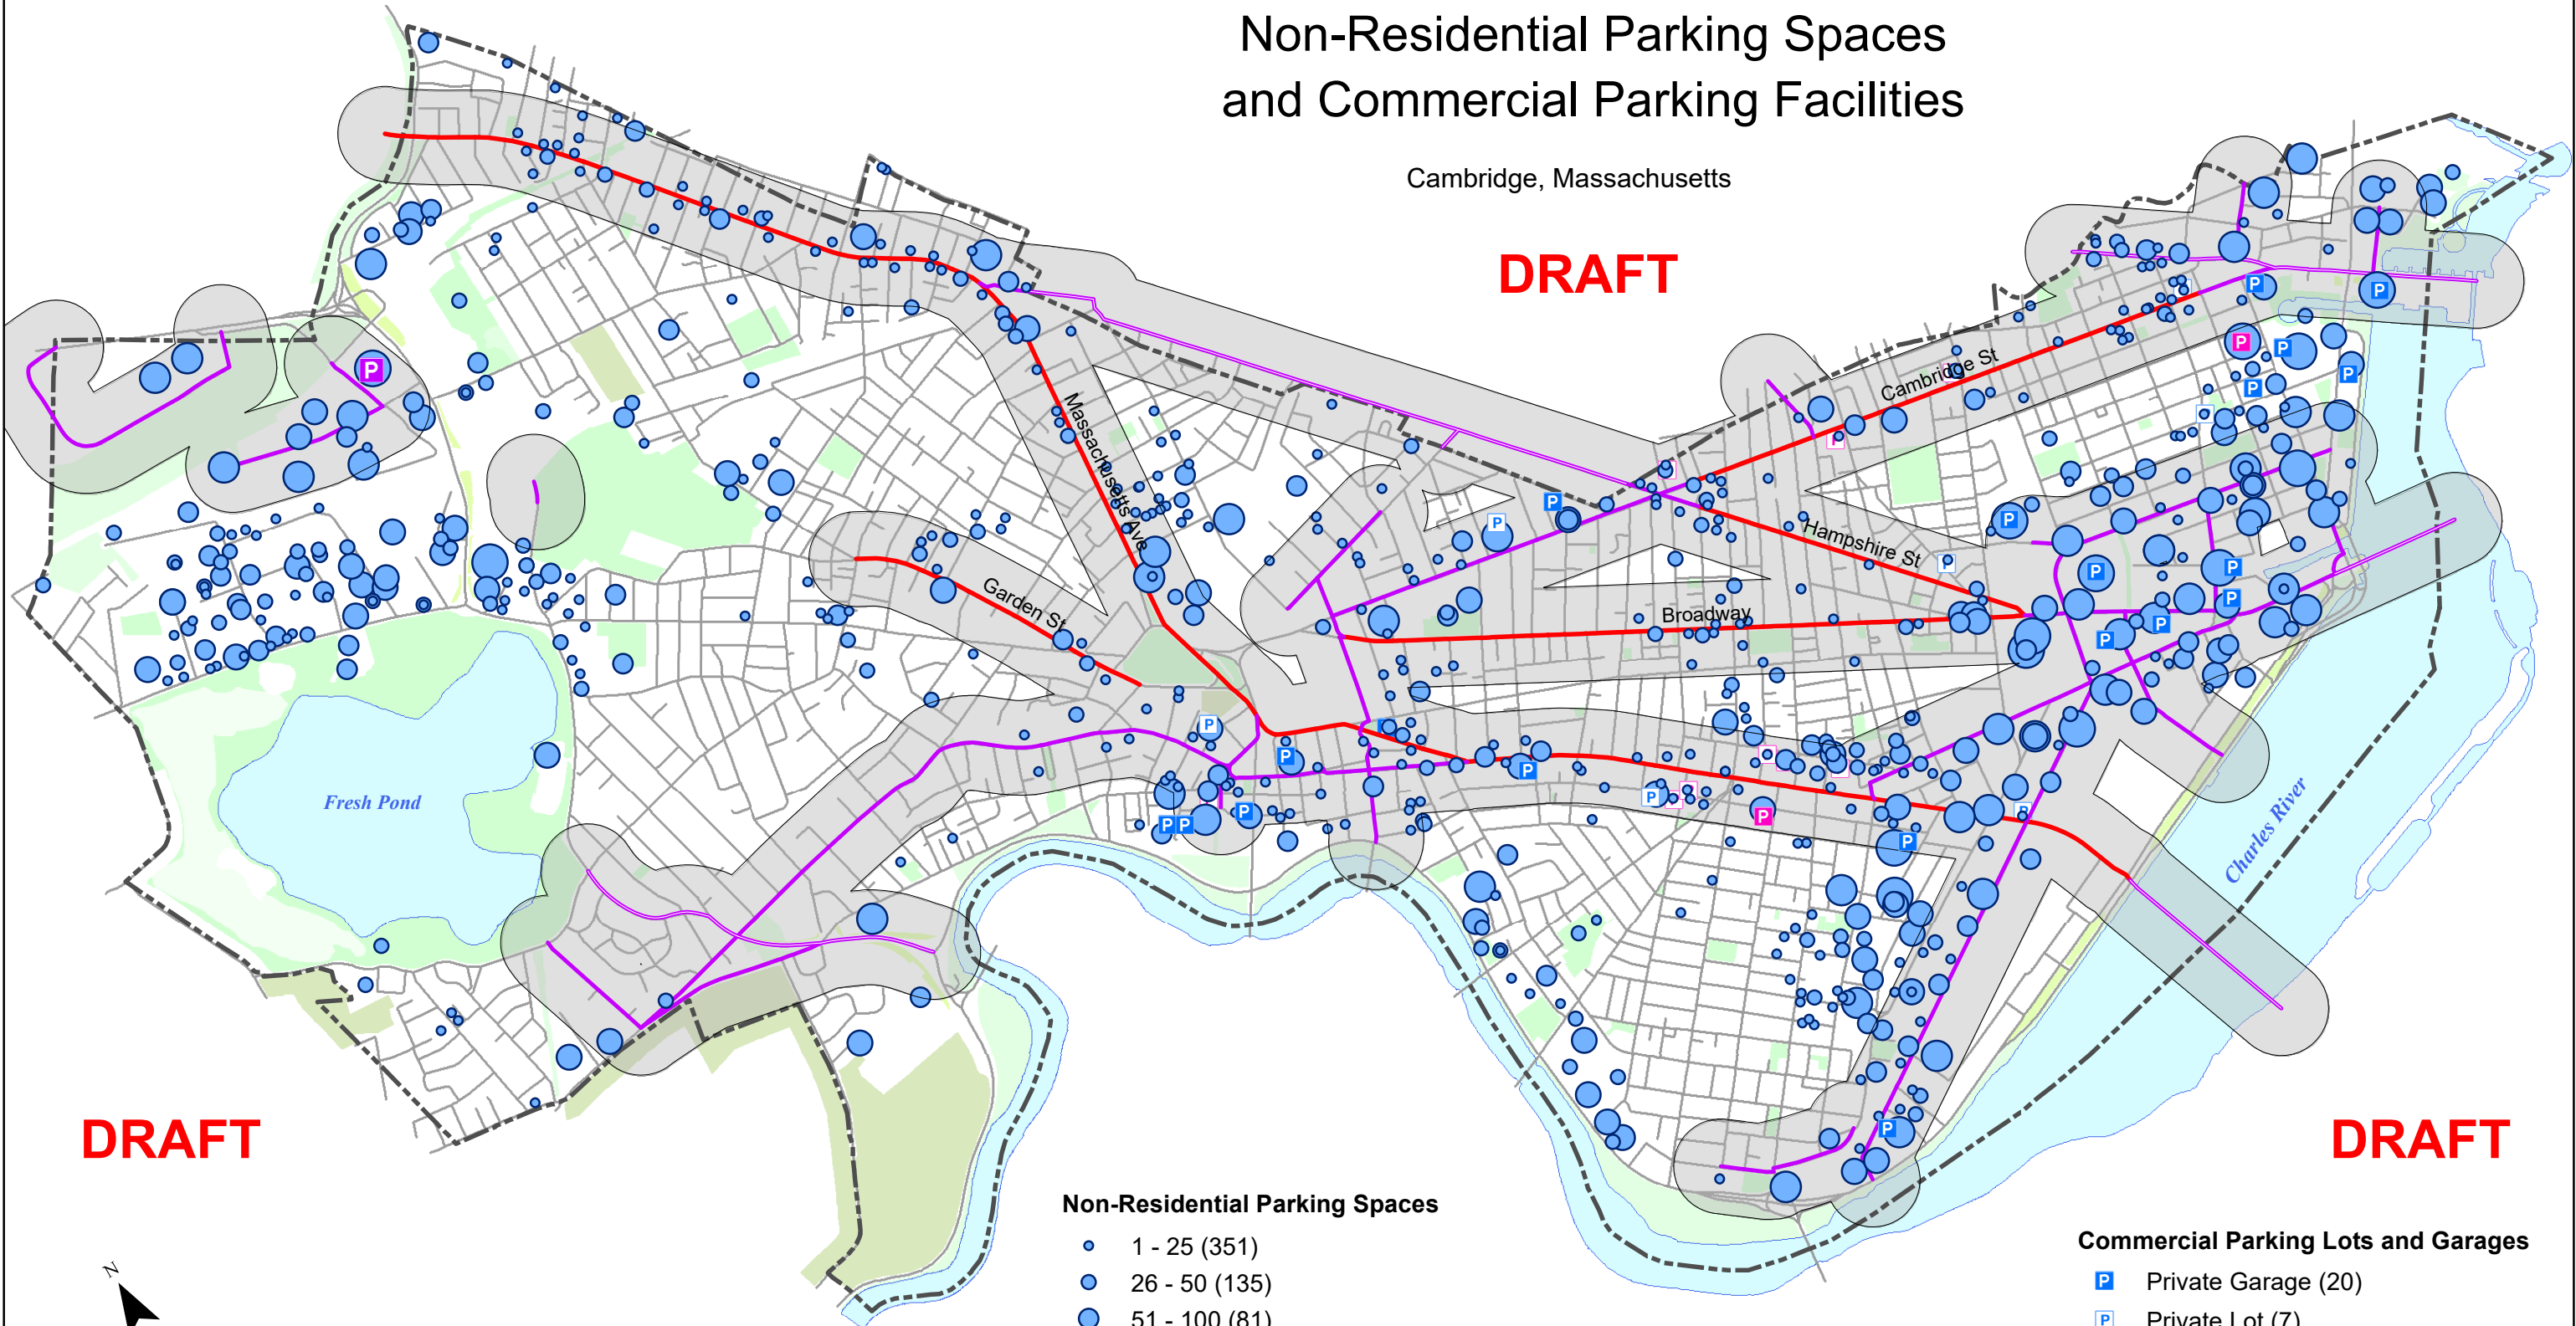 Non-Residential Parking Spaces
and Commercial Parking Facilities
Cambridge, Massachusetts
DRAFT
Cambridge St
Massachusetts Ave
Hampshire St
Garden St
Broadway
Fresh Pond
Charles River
DRAFT
DRAFT
Non-Residential Parking Spaces
1 - 25 (351)
26 - 50 (135)
51 - 100 (81)
Commercial Parking Lots and Garages
P Private Garage (20)
P Private Lot (7)
N